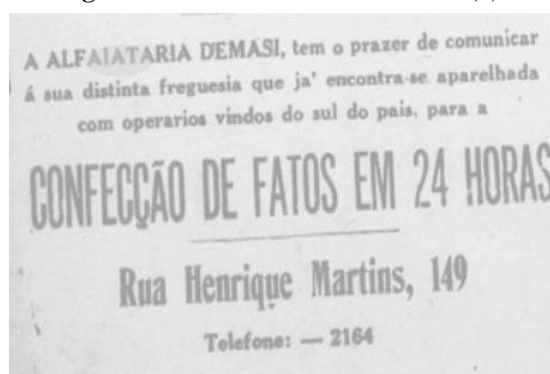 A ALFAIATARIA D'EMASI, tem o prazer de comunicar
á sua distinta freguesia que ja' encontra-se aparelhada
com operarios vindos do sul do pais, para a
CONFECÇÃO DE FATOS EM 24 HORAS
Rua Henrique Martins, 149
Telefone: — 2164